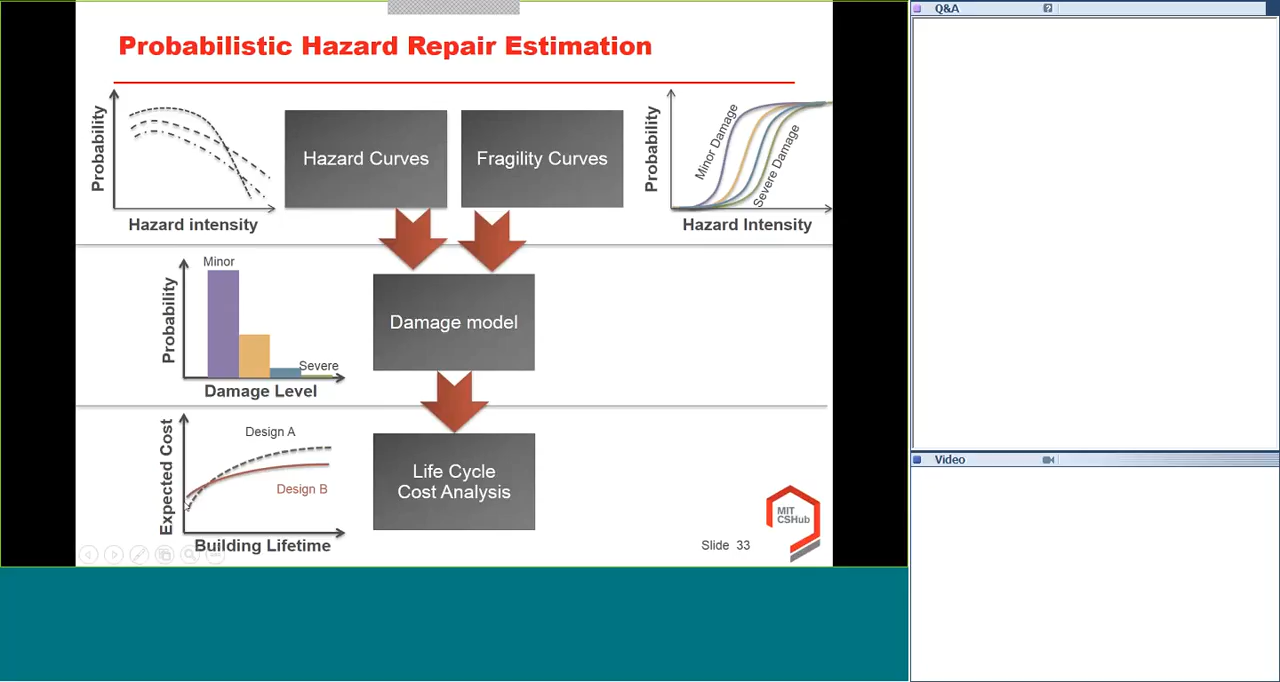 Q&A
Probabilistic Hazard Repair Estimation
Probability
Hazard intensity
Hazard Curves
Fragility Curves
Probability
Minor Damage
Severe Damage
Hazard Intensity
Minor
Probability
Severe
Damage Level
Damage model
Video
Expected Cost
Design A
Design B
Building Lifetime
Life Cycle
Cost Analysis
MIT
CSHub
Slide 33